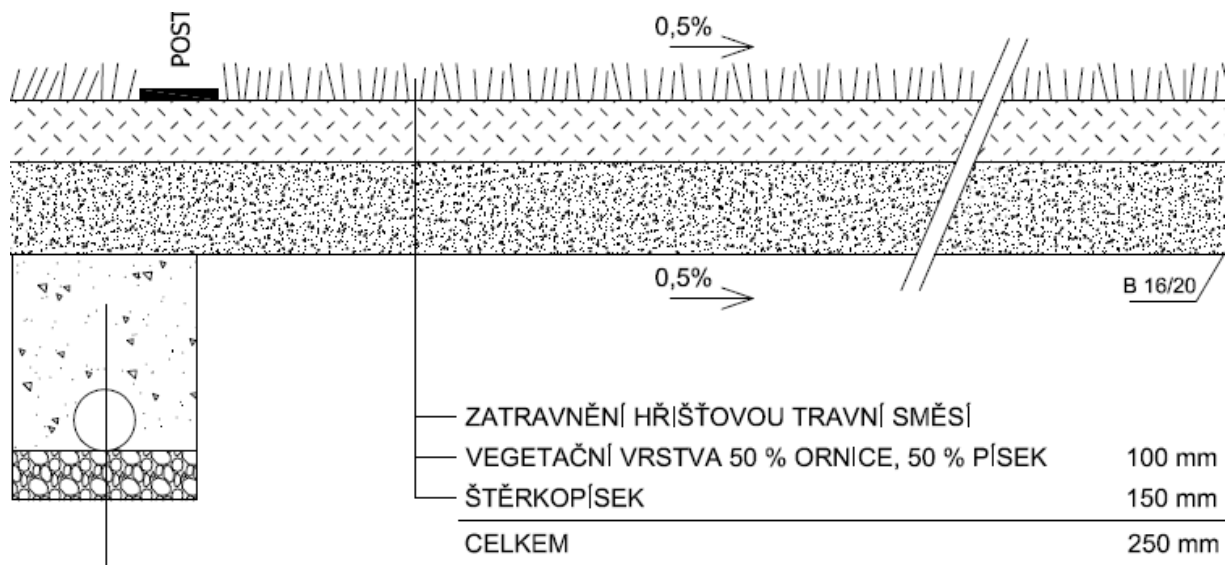 POST
0,5%
0,5%
B 16/20
ZATRAVNĚNÍ HŘIŠŤOVOU TRAVNÍ SMĚSÍ
VEGETAČNÍ VRSTVA 50 % ORNICE, 50 % PÍSEK 100 mm
ŠTĚRKOPÍSEK 150 mm
CELKEM 250 mm